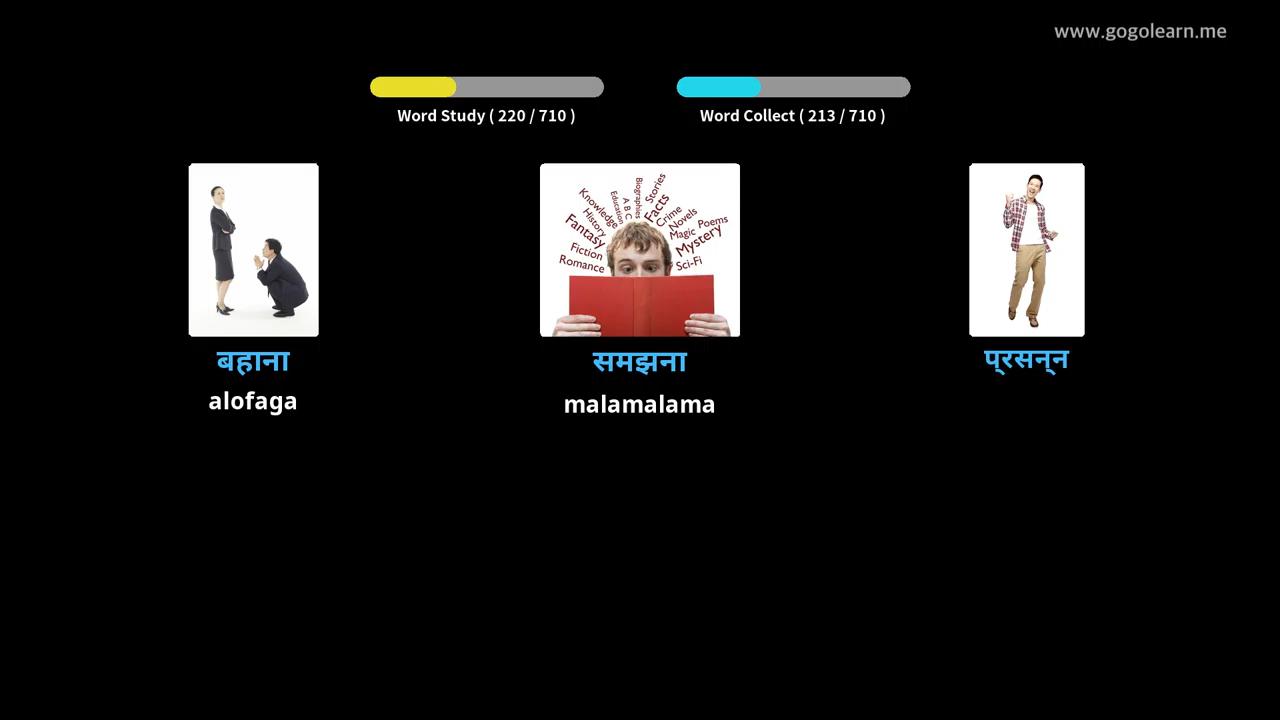 www.gogolearn.me
Word Study ( 220 / 710 )
Word Collect ( 213 / 710 )
Knowledge
History
Fantasy
Fiction
Romance
Education
A B C
Biographies
Stories
Facts
Crime
Novels
Magic
Poems
Mystery
Sci-Fi
बहाना
समझना
प्रसन्न
alofaga
malamalama